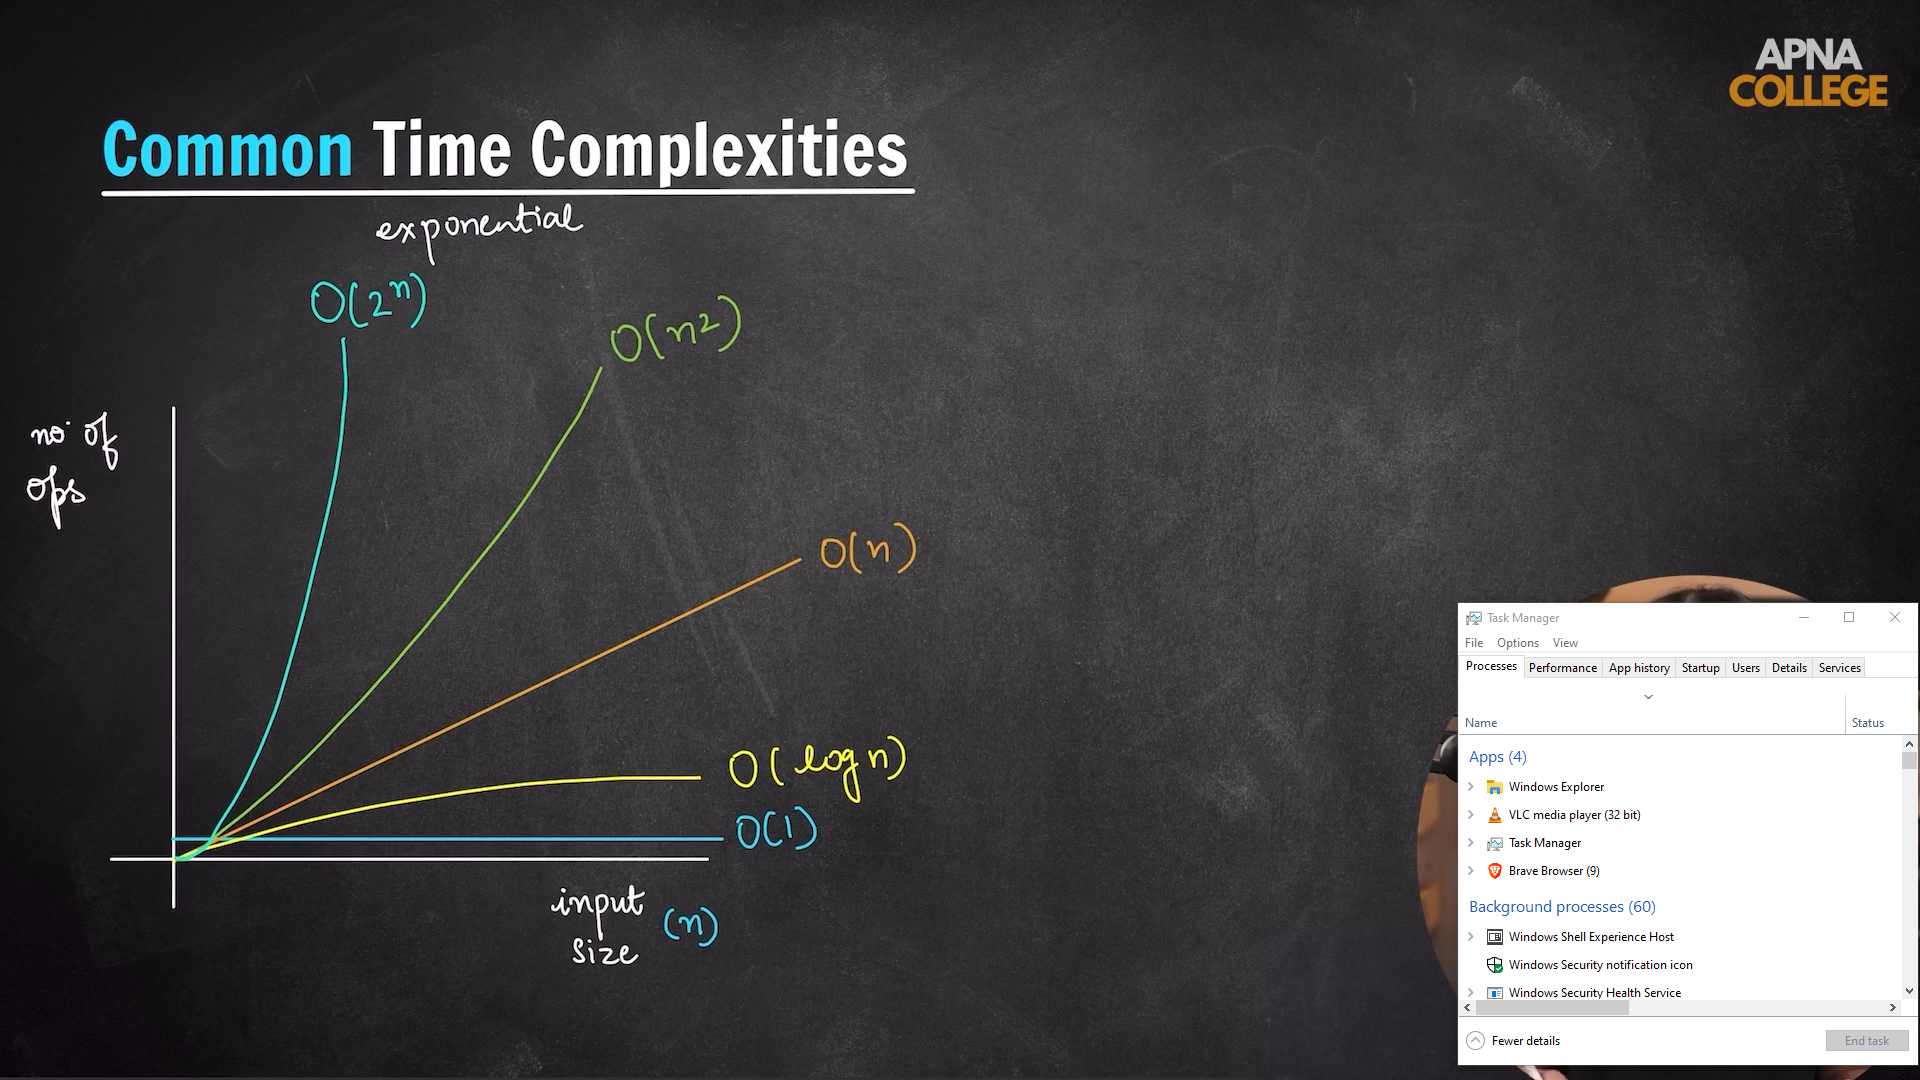 APNA
COLLEGE
Common Time Complexities
exponential
O(2ⁿ)
O(n²)
no. of
ops
O(n)
O(log n)
O(1)
input
size (n)
Task Manager
File Options View
Processes Performance App history Startup Users Details Services
Name Status
Apps (4)
Windows Explorer
VLC media player (32 bit)
Task Manager
Brave Browser (9)
Background processes (60)
Windows Shell Experience Host
Windows Security notification icon
Windows Security Health Service
Fewer details End task